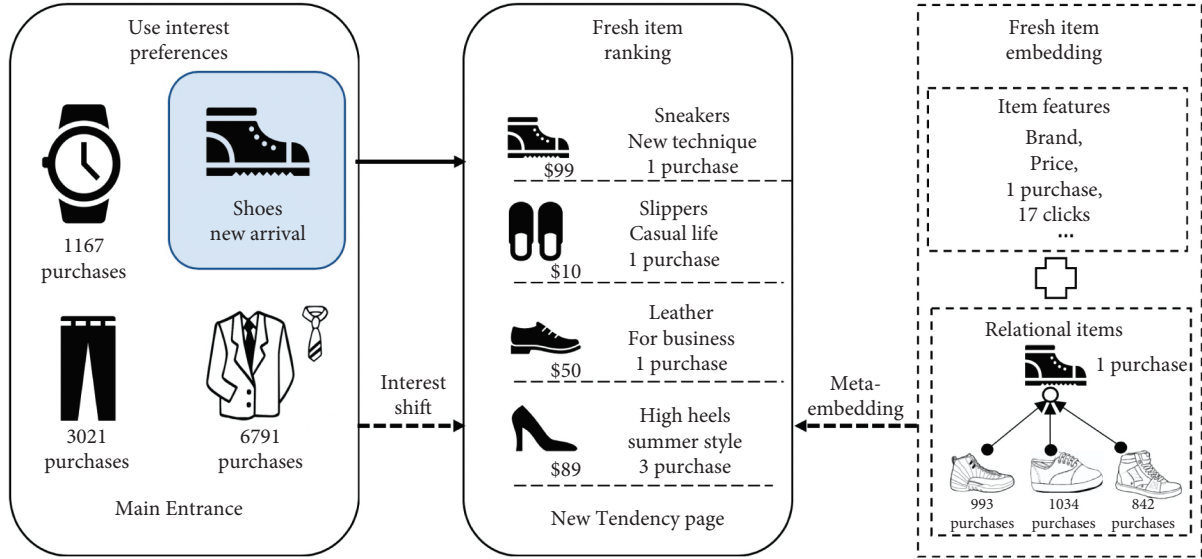 Use interest
preferences
Shoes
new arrival
1167
purchases
3021
purchases
6791
purchases
Main Entrance
Interest
shift
Fresh item
ranking
Sneakers
New technique
1 purchase
$99
Slippers
Casual life
1 purchase
$10
Leather
For business
1 purchase
$50
High heels
summer style
3 purchase
$89
New Tendency page
Meta-
embedding
Fresh item
embedding
Item features
Brand,
Price,
1 purchase,
17 clicks
...
Relational items
1 purchase
993
purchases
1034
purchases
842
purchases